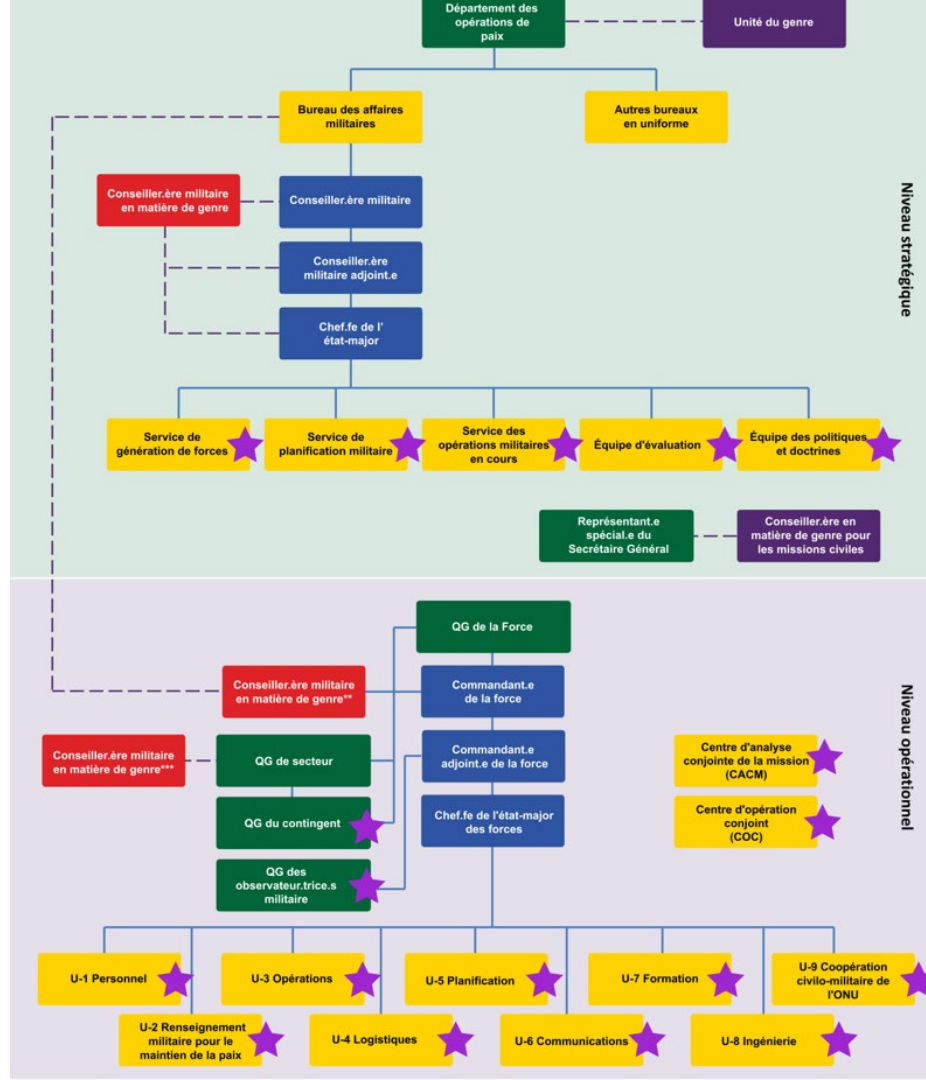 Département des
opérations de
paix
Unité du genre
Bureau des affaires
militaires
Autres bureaux
en uniforme
Conseiller.ère militaire
en matière de genre
Conseiller.ère militaire
Conseiller.ère
militaire adjoint.e
Chef.fe de l'
état-major
Niveau stratégique
Service de
génération de forces
Service de
planification militaire
Service des
opérations militaires
en cours
Équipe d'évaluation
Équipe des politiques
et doctrines
Représentant.e
spécial.e du
Secrétaire Général
Conseiller.ère en
matière de genre pour
les missions civiles
QG de la Force
Conseiller.ère militaire
en matière de genre**
Commandant.e
de la force
Conseiller.ère militaire
en matière de genre***
QG de secteur
Commandant.e
adjoint.e de la force
Centre d'analyse
conjointe de la mission
(CACM)
QG du contingent
Chef.fe de l'état-major
des forces
Centre d'opération
conjoint
(COC)
QG des
observateur.trice.s
militaire
Niveau opérationnel
U-1 Personnel
U-3 Opérations
U-5 Planification
U-7 Formation
U-9 Coopération
civilo-militaire de
l'ONU
U-2 Renseignement
militaire pour le
maintien de la paix
U-4 Logistiques
U-6 Communications
U-8 Ingénierie